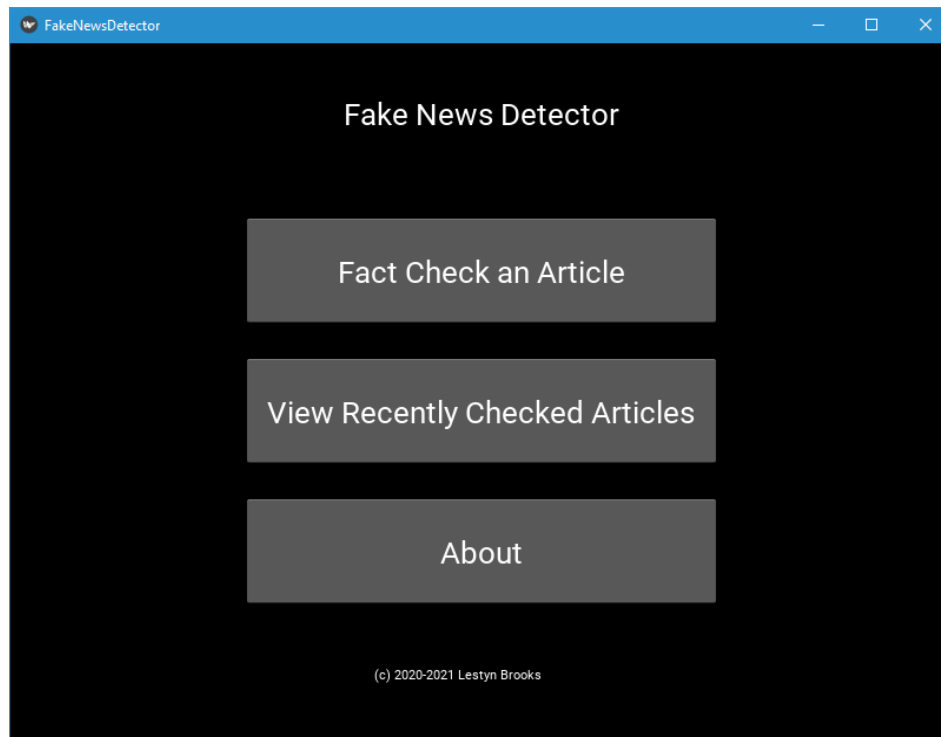 FakeNewsDetector
Fake News Detector
Fact Check an Article
View Recently Checked Articles
About
(c) 2020-2021 Lestyn Brooks